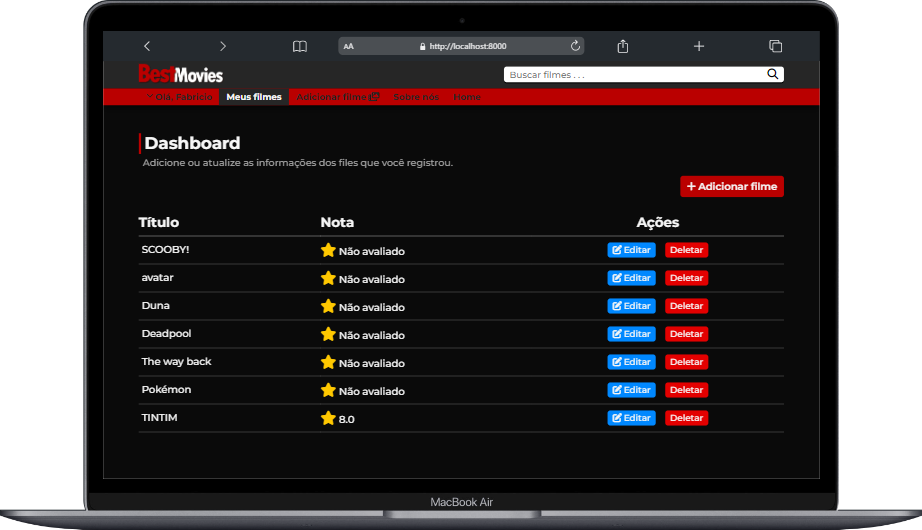 AA http://localhost:8000
BestMovies
Buscar filmes . . .
Olá, Fabrício Meus filmes Adicionar filme Sobre nós Home
Dashboard
Adicione ou atualize as informações dos files que você registrou.
+ Adicionar filme
Título Nota Ações
SCOOBY! Não avaliado Editar Deletar
avatar Não avaliado Editar Deletar
Duna Não avaliado Editar Deletar
Deadpool Não avaliado Editar Deletar
The way back Não avaliado Editar Deletar
Pokémon Não avaliado Editar Deletar
TINTIM 8.0 Editar Deletar
MacBook Air